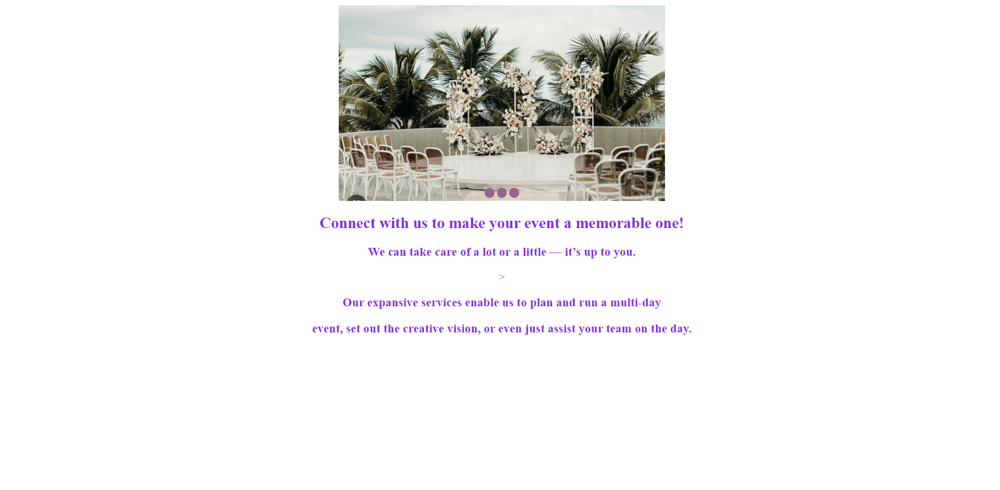 Connect with us to make your event a memorable one!
We can take care of a lot or a little — it’s up to you.
>
Our expansive services enable us to plan and run a multi-day
event, set out the creative vision, or even just assist your team on the day.